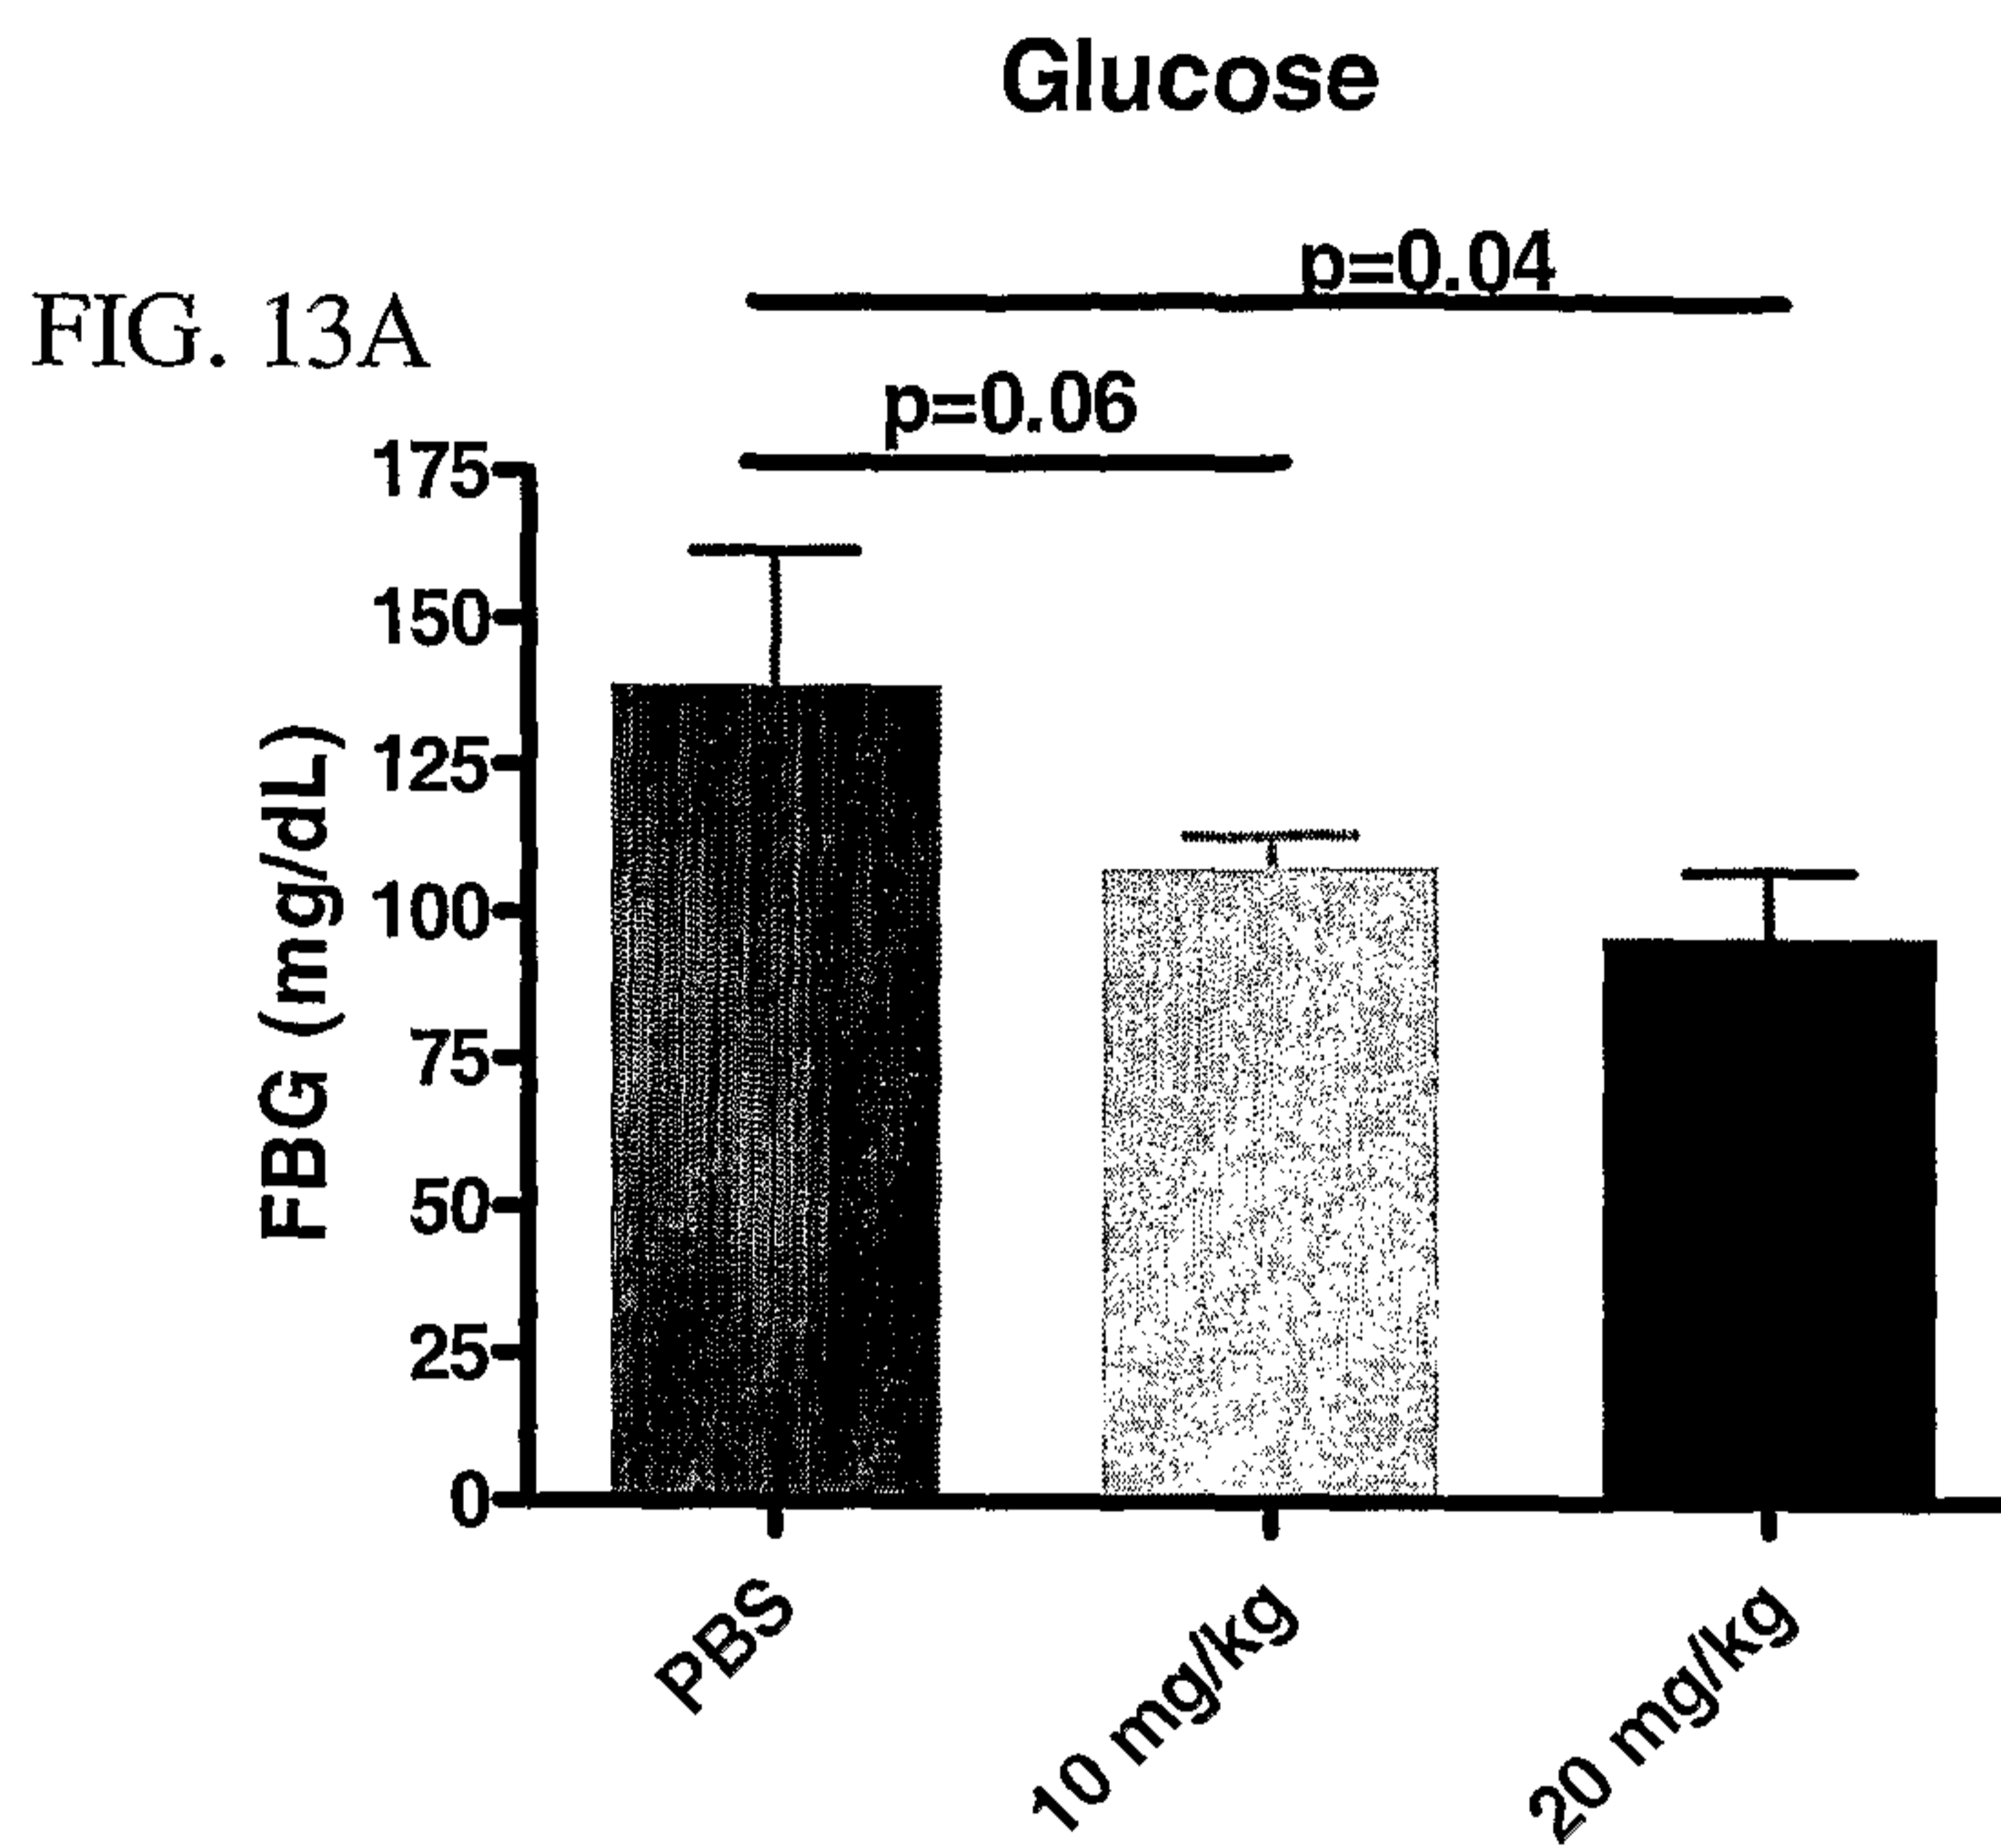 Glucose
p=0.04
FIG. 13A
p=0.06
175
150
125
100
75
50
25
0
FBG (mg/dL)
PBS
10 mg/kg
20 mg/kg